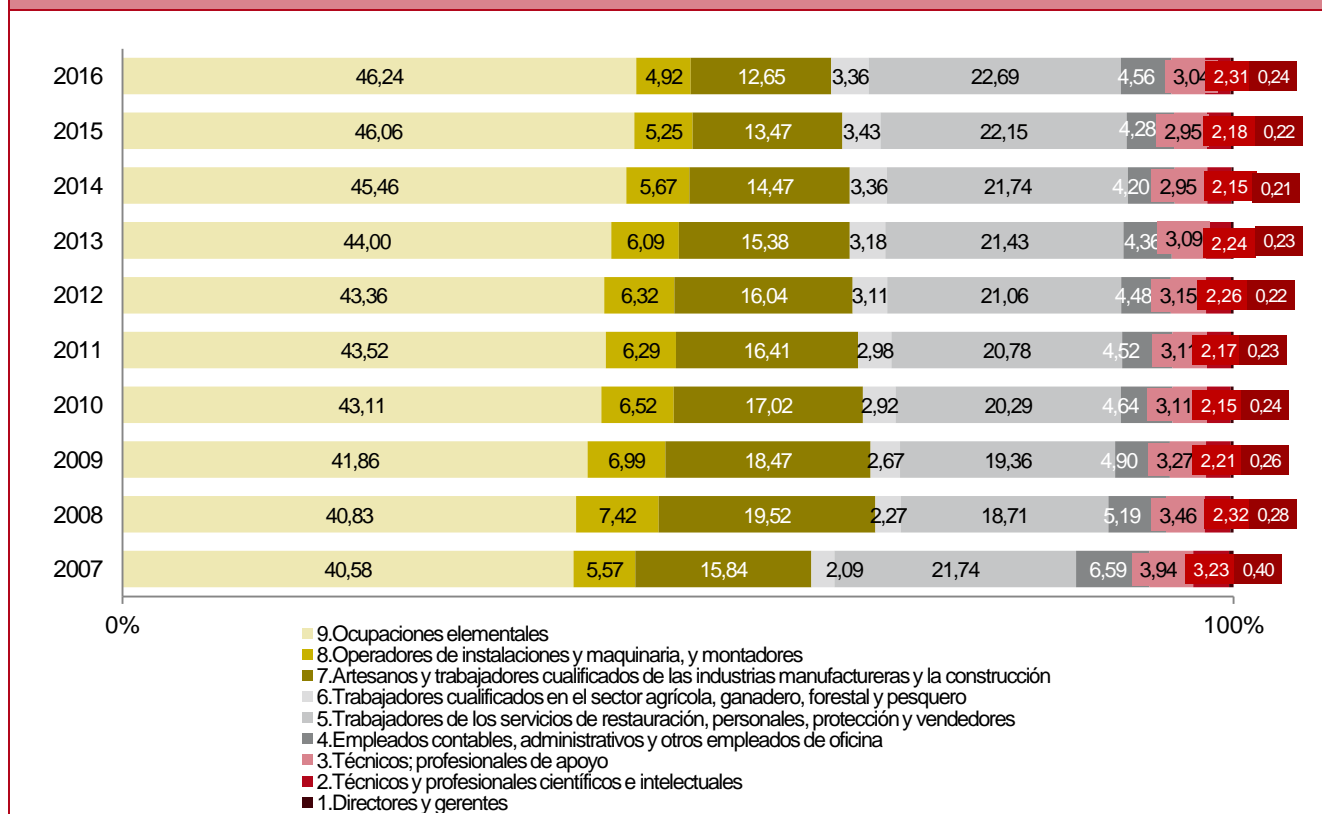 2016 46,24 4,92 12,65 3,36 22,69 4,56 3,04 2,31 0,24
2015 46,06 5,25 13,47 3,43 22,15 4,28 2,95 2,18 0,22
2014 45,46 5,67 14,47 3,36 21,74 4,20 2,95 2,15 0,21
2013 44,00 6,09 15,38 3,18 21,43 4,36 3,09 2,24 0,23
2012 43,36 6,32 16,04 3,11 21,06 4,48 3,15 2,26 0,22
2011 43,52 6,29 16,41 2,98 20,78 4,52 3,11 2,17 0,23
2010 43,11 6,52 17,02 2,92 20,29 4,64 3,11 2,15 0,24
2009 41,86 6,99 18,47 2,67 19,36 4,90 3,27 2,21 0,26
2008 40,83 7,42 19,52 2,27 18,71 5,19 3,46 2,32 0,28
2007 40,58 5,57 15,84 2,09 21,74 6,59 3,94 3,23 0,40
0% 100%
9.Ocupaciones elementales
8.Operadores de instalaciones y maquinaria, y montadores
7.Artesanos y trabajadores cualificados de las industrias manufactureras y la construcción
6.Trabajadores cualificados en el sector agrícola, ganadero, forestal y pesquero
5.Trabajadores de los servicios de restauración, personales, protección y vendedores
4.Empleados contables, administrativos y otros empleados de oficina
3.Técnicos; profesionales de apoyo
2.Técnicos y profesionales científicos e intelectuales
1.Directores y gerentes